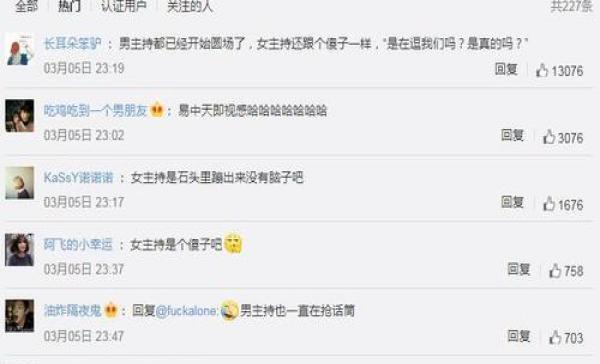 全部 热门 认证用户 关注的人 共227条
长耳朵笨驴：男主持都已经开始圆场了，女主持还跟个傻子一样，“是在逗我们吗？是真的吗？”
03月05日 23:19 回复 13076
吃鸡吃到一个男朋友：易中天即视感哈哈哈哈哈哈哈
03月05日 23:02 回复 3076
KaSsY诺诺诺：女主持是石头里蹦出来没有脑子吧
03月05日 23:17 回复 1676
阿飞的小幸运：女主持是个傻子吧
03月05日 23:37 回复 758
油炸隔夜鬼：回复@fuckalone:男主持也一直在抢话筒
03月05日 23:47 回复 703